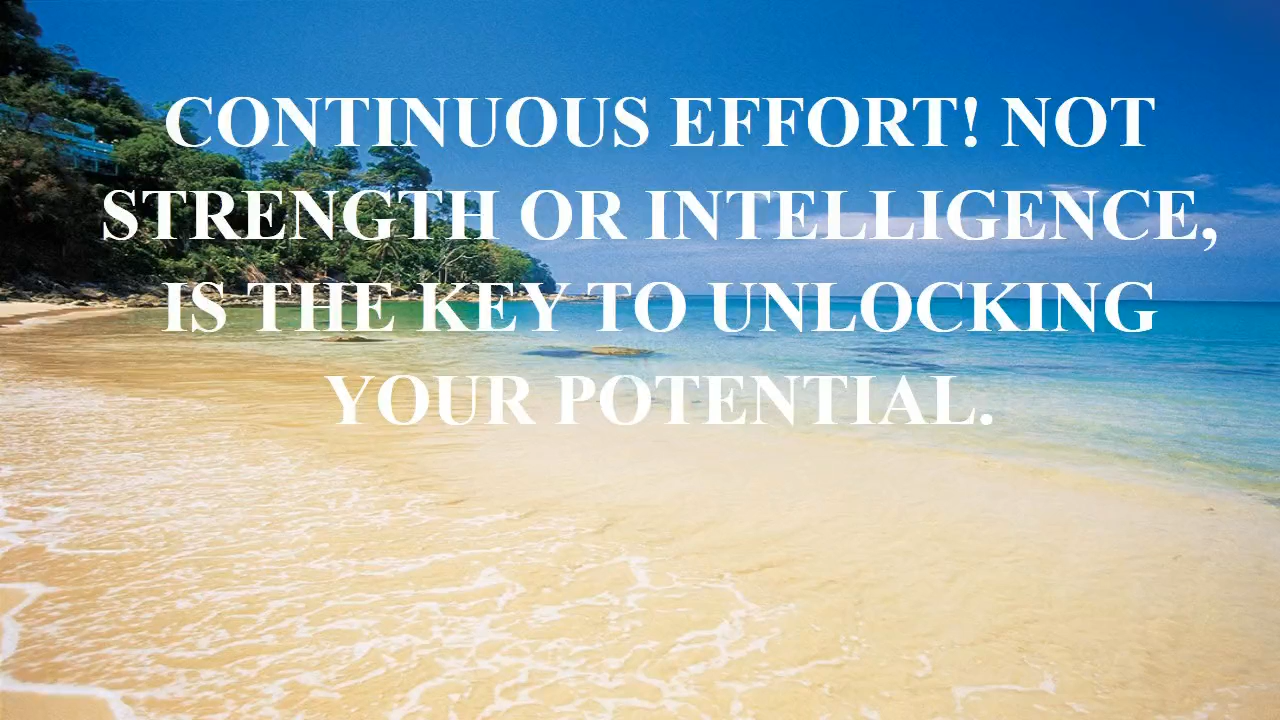 CONTINUOUS EFFORT! NOT
STRENGTH OR INTELLIGENCE,
IS THE KEY TO UNLOCKING
YOUR POTENTIAL.